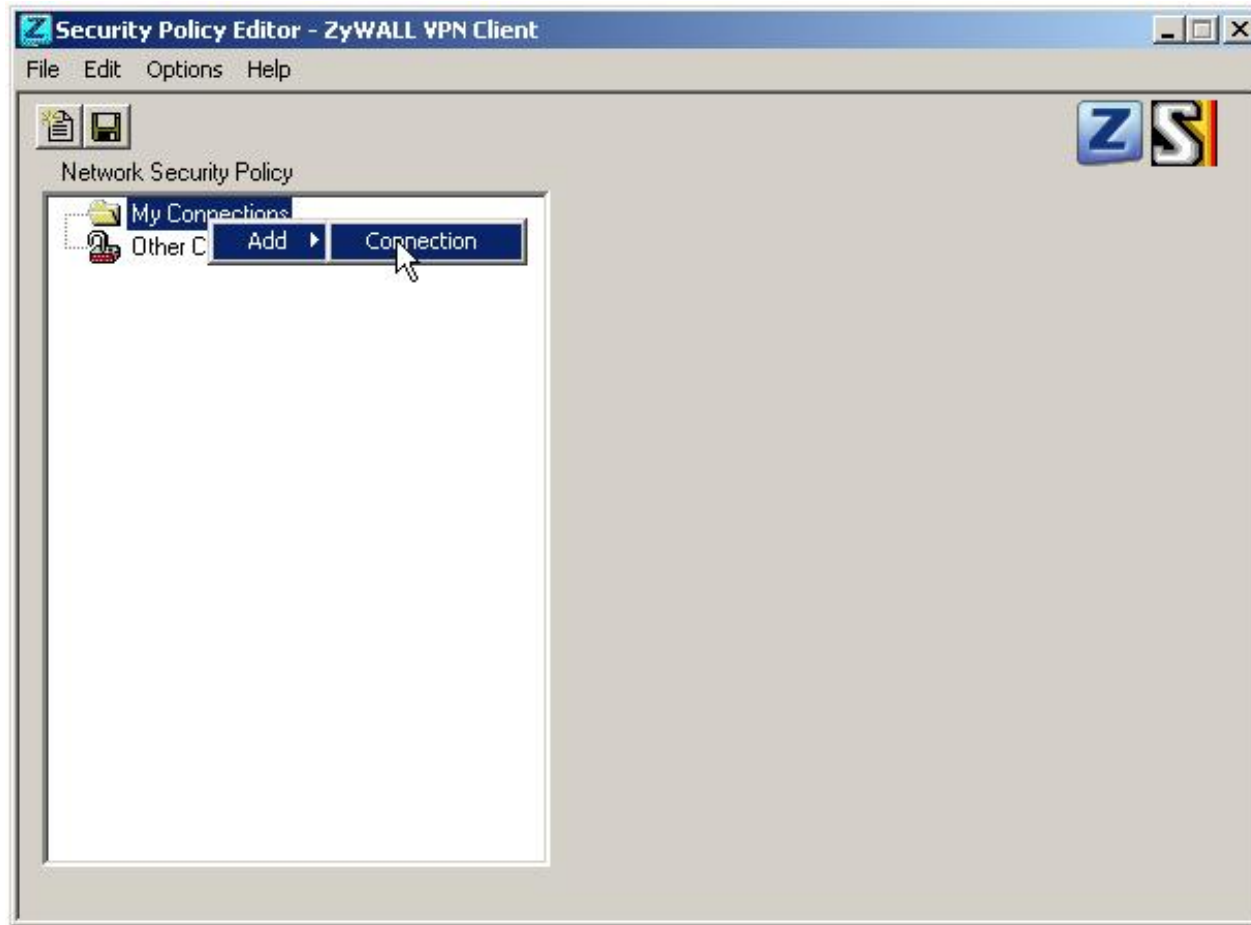 Security Policy Editor - ZyWALL VPN Client
File Edit Options Help
Z S
Network Security Policy
My Connections
Other C
Add Connection